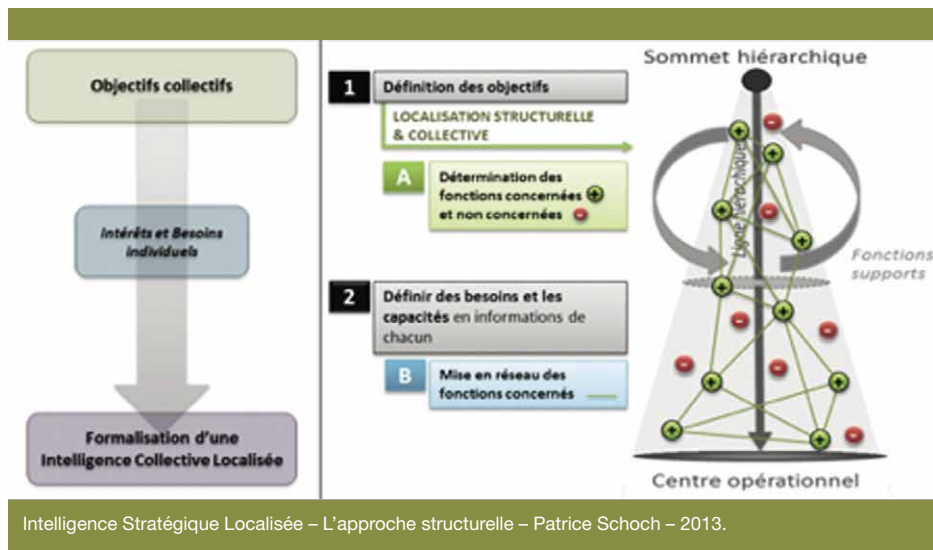 Objectifs collectifs
Intérêts et Besoins
individuels
Formalisation d'une
Intelligence Collective Localisée
1
Définition des objectifs
LOCALISATION STRUCTURELLE
& COLLECTIVE
A
Détermination des
fonctions concernées +
et non concernées -
2
Définir des besoins et les
capacités en informations de
chacun
B
Mise en réseau des
fonctions concernés
Sommet hiérarchique
Ligne hiérochique
Fonctions
supports
Centre opérationnel
Intelligence Stratégique Localisée – L'approche structurelle – Patrice Schoch – 2013.